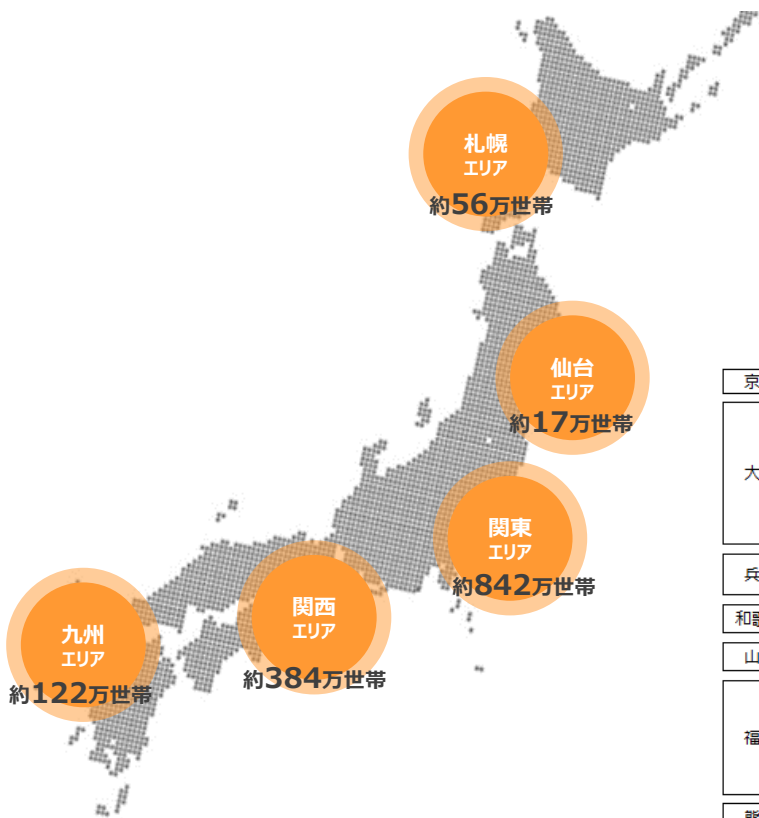 札幌
エリア
約56万世帯
仙台
エリア
約17万世帯
関東
エリア
約842万世帯
関西
エリア
約384万世帯
九州
エリア
約122万世帯
京
大
兵
和歌
山
福